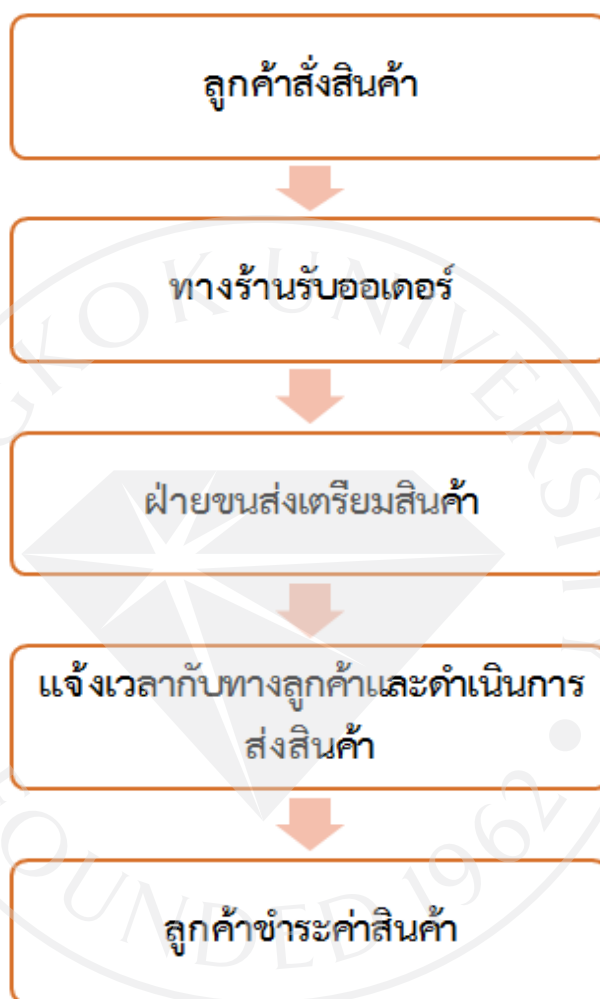 ลูกค้าสั่งสินค้า
ทางร้านรับออเดอร์
ฝ่ายขนส่งเตรียมสินค้า
แจ้งเวลากับทางลูกค้าและดำเนินการ
ส่งสินค้า
ลูกค้าชำระค่าสินค้า
GKOK UNIVERSIT
FOUNDED 1962